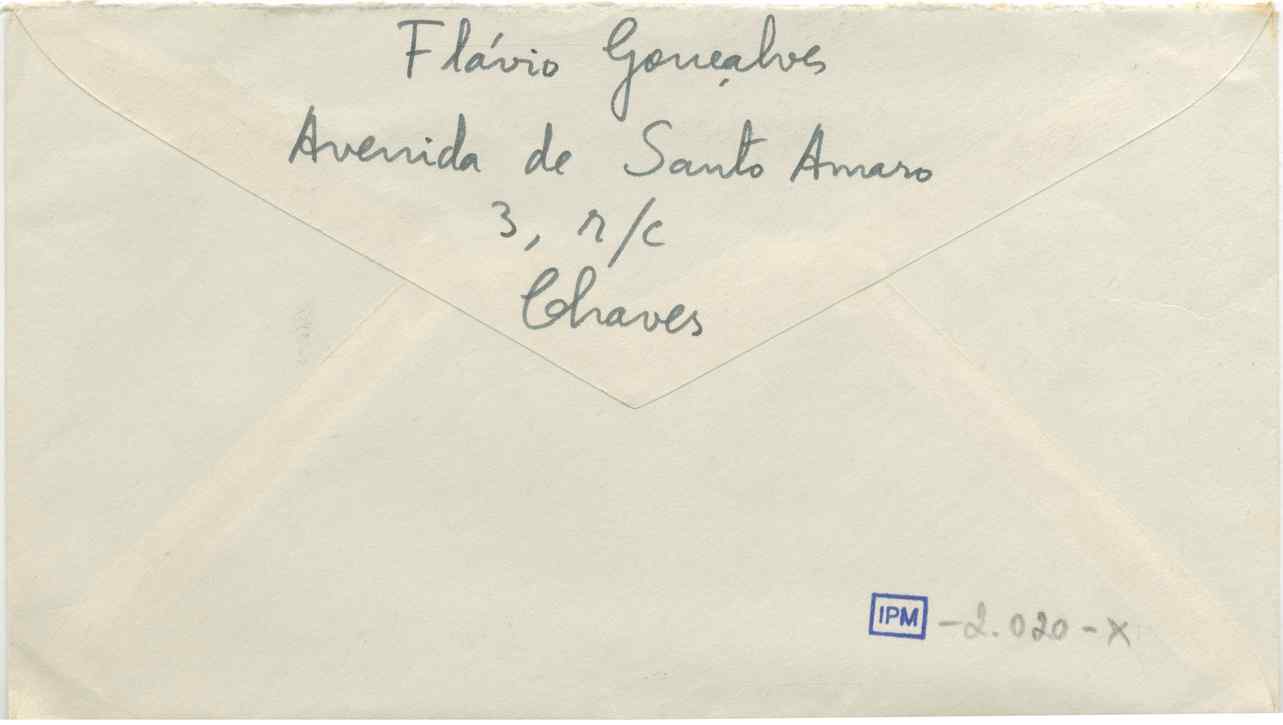 Flávio Gonçalves
Avenida de Santo Amaro
3, r/c
Chaves
IPM -2.020-X